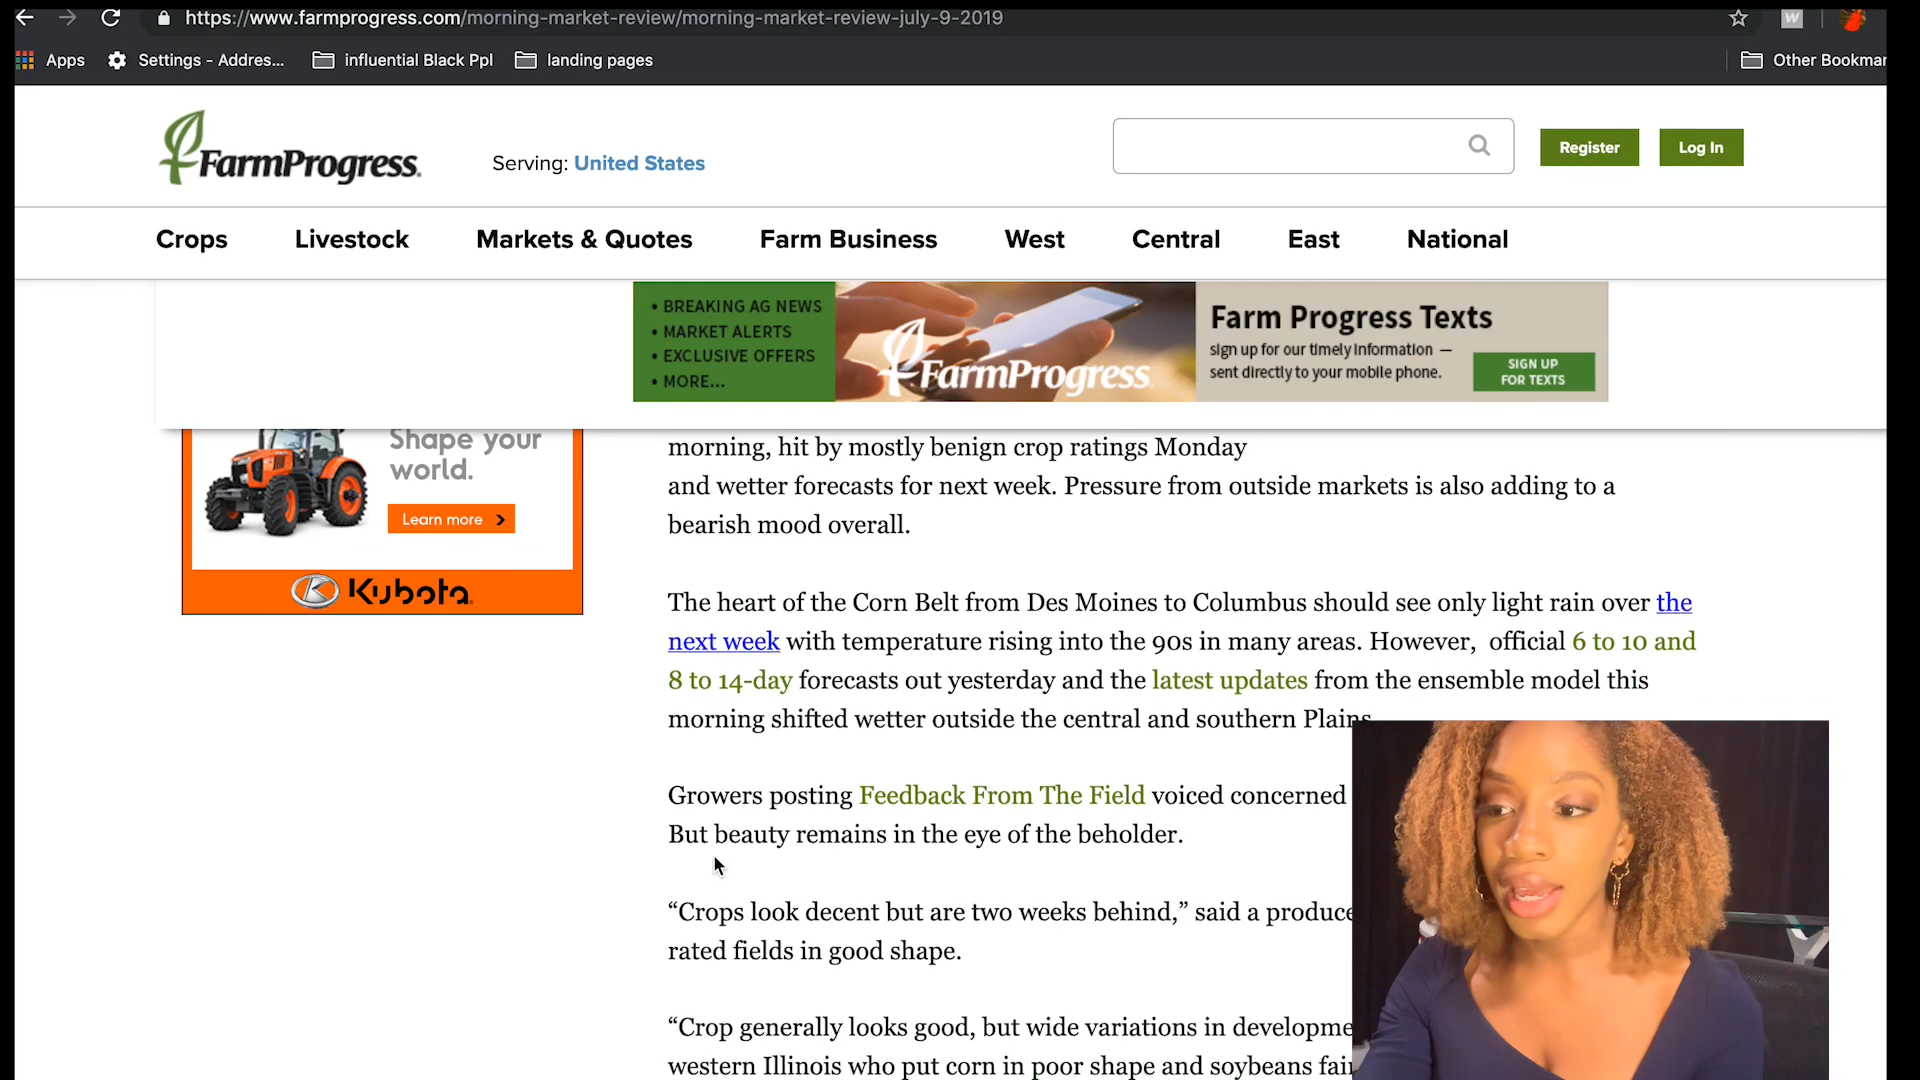 https://www.farmprogress.com/morning-market-review/morning-market-review-july-9-2019
Apps
Settings - Addres...
influential Black Ppl
landing pages
Other Bookmar
FarmProgress.
Serving: United States
Register
Log In
Crops
Livestock
Markets & Quotes
Farm Business
West
Central
East
National
• BREAKING AG NEWS
• MARKET ALERTS
• EXCLUSIVE OFFERS
• MORE...
FarmProgress.
Farm Progress Texts
sign up for our timely information —
sent directly to your mobile phone.
SIGN UP
FOR TEXTS
Shape your
world.
Learn more
Kubota.
morning, hit by mostly benign crop ratings Monday
and wetter forecasts for next week. Pressure from outside markets is also adding to a
bearish mood overall.
The heart of the Corn Belt from Des Moines to Columbus should see only light rain over the
next week with temperature rising into the 90s in many areas. However, official 6 to 10 and
8 to 14-day forecasts out yesterday and the latest updates from the ensemble model this
morning shifted wetter outside the central and southern Plains
Growers posting Feedback From The Field voiced concerned
But beauty remains in the eye of the beholder.
“Crops look decent but are two weeks behind,” said a produce
rated fields in good shape.
“Crop generally looks good, but wide variations in developme
western Illinois who put corn in poor shape and soybeans fai